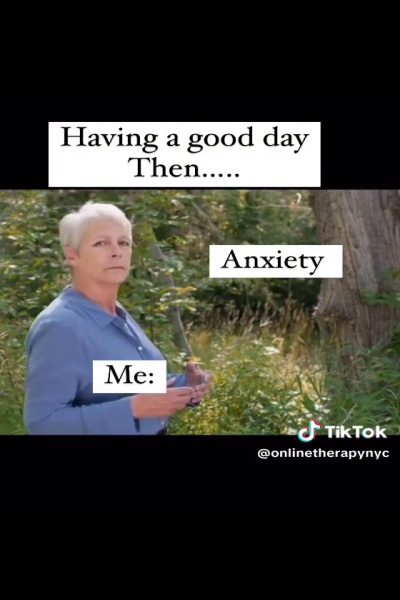 Having a good day
Then.....
Anxiety
Me:
TikTok
@onlinetherapynyc